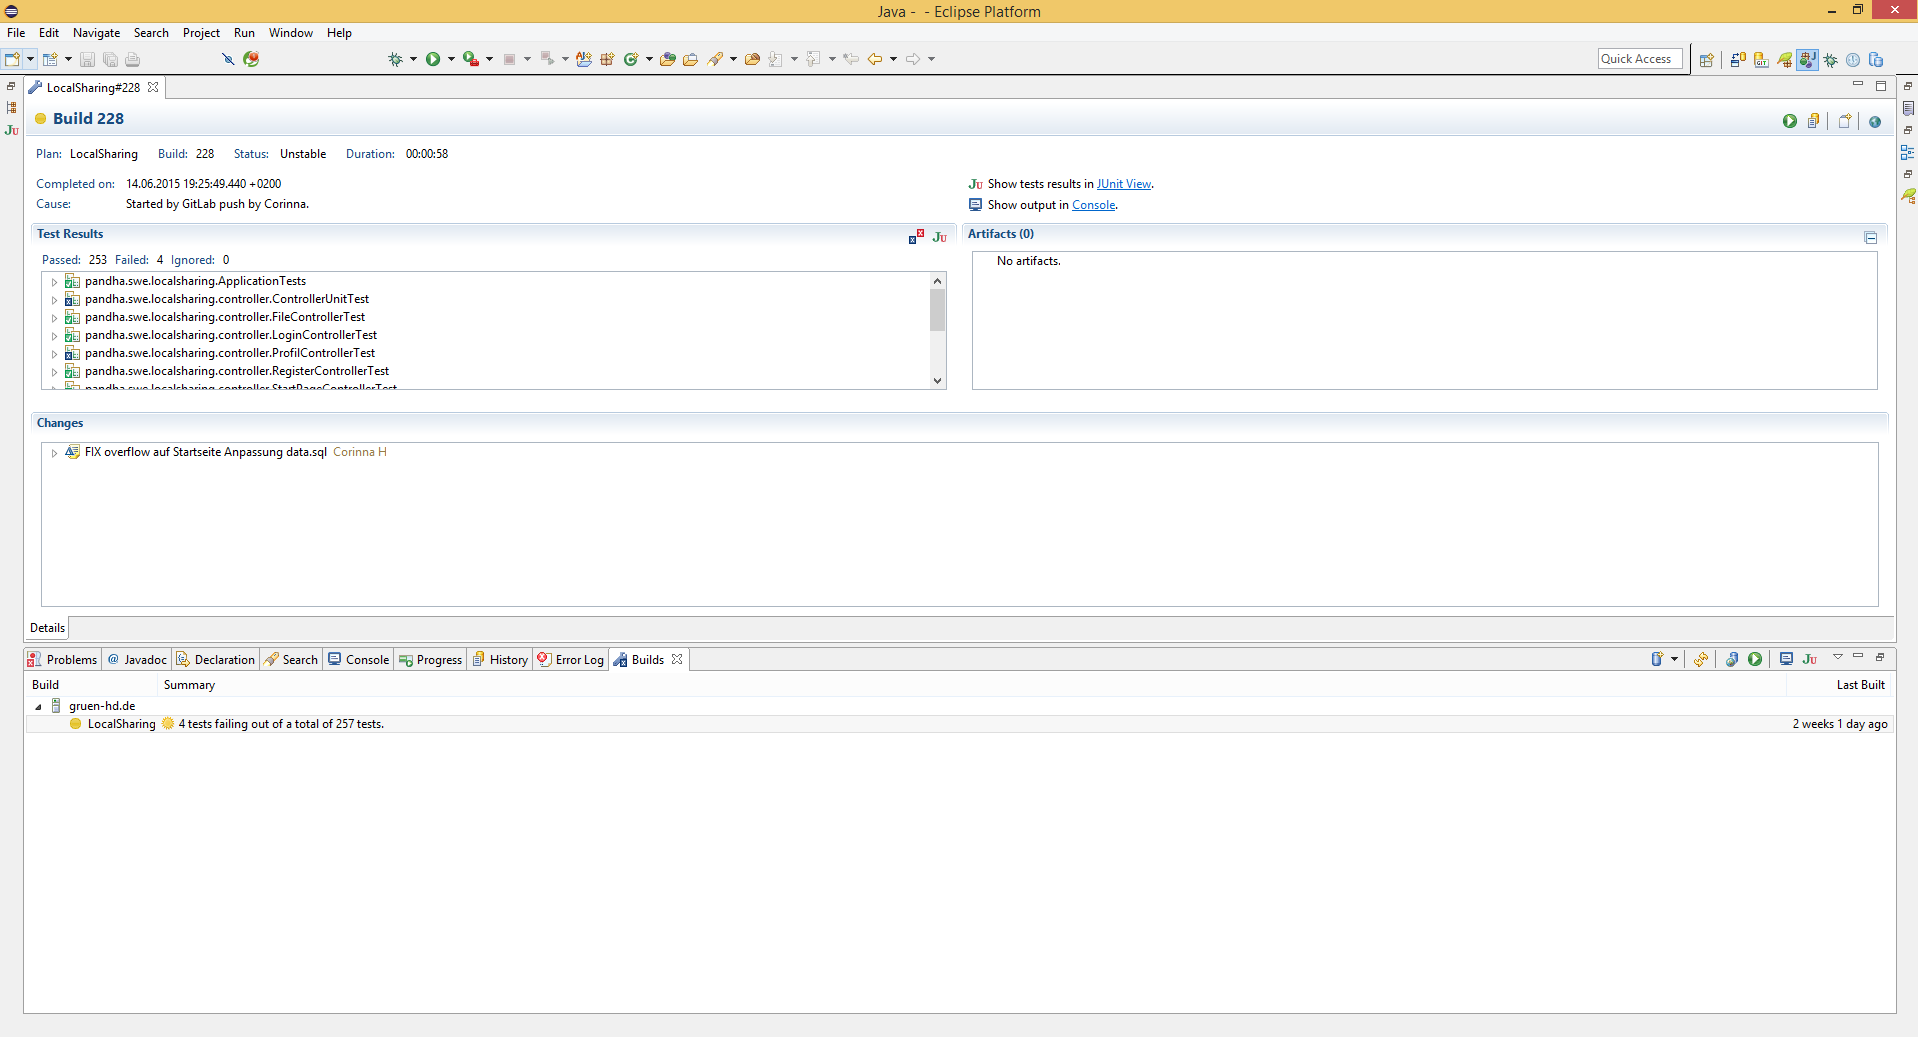 Java -  - Eclipse Platform
File Edit Navigate Search Project Run Window Help
Quick Access
LocalSharing#228
Build 228
Plan: LocalSharing Build: 228 Status: Unstable Duration: 00:00:58
Completed on: 14.06.2015 19:25:49.440 +0200
Cause: Started by GitLab push by Corinna.
Show tests results in JUnit View.
Show output in Console.
Test Results
Passed: 253 Failed: 4 Ignored: 0
pandha.swe.localsharing.ApplicationTests
pandha.swe.localsharing.controller.ControllerUnitTest
pandha.swe.localsharing.controller.FileControllerTest
pandha.swe.localsharing.controller.LoginControllerTest
pandha.swe.localsharing.controller.ProfilControllerTest
pandha.swe.localsharing.controller.RegisterControllerTest
pandha.swe.localsharing.controller.StartPageControllerTest
Artifacts (0)
No artifacts.
Changes
FIX overflow auf Startseite Anpassung data.sql Corinna H
Details
Problems Javadoc Declaration Search Console Progress History Error Log Builds
Build Summary Last Built
gruen-hd.de
LocalSharing 4 tests failing out of a total of 257 tests. 2 weeks 1 day ago